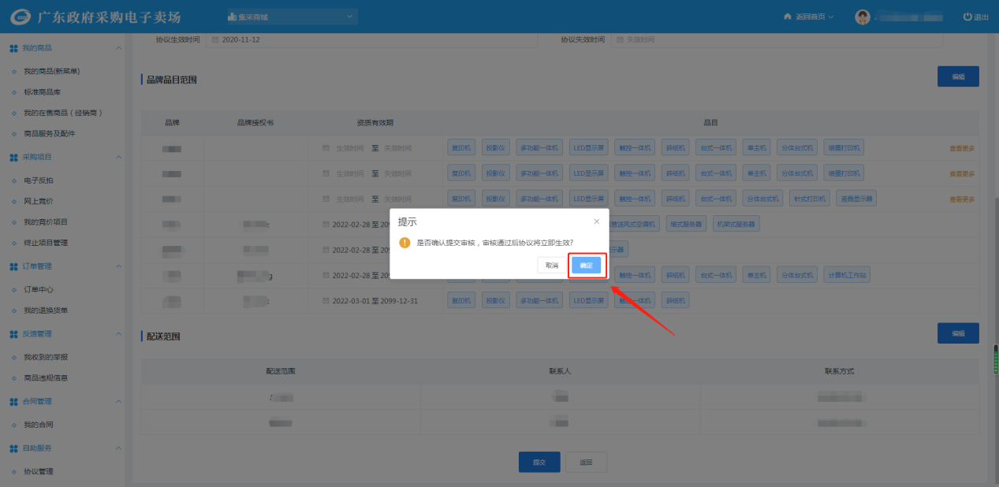 广东政府采购电子卖场
集采商城
返回首页
退出
我的商品
我的商品(新菜单)
标准商品库
我的在售商品（经销商）
商品服务及配件
采购项目
电子反拍
网上竞价
我的竞价项目
终止项目管理
订单管理
订单中心
我的退换货单
反馈管理
我收到的举报
商品违规信息
合同管理
我的合同
自助服务
协议管理
协议生效时间 2020-11-12 协议失效时间 失效时间
品牌品目范围 编辑
品牌 品牌授权书 资质有效期 品目
生效时间 至 失效时间 复印机 投影仪 多功能一体机 LED显示屏 触控一体机 碎纸机 台式一体机 单主机 分体台式机 喷墨打印机 查看更多
生效时间 至 失效时间 复印机 投影仪 多功能一体机 LED显示屏 触控一体机 碎纸机 台式一体机 单主机 分体台式机 喷墨打印机 查看更多
生效时间 至 失效时间 复印机 投影仪 多功能一体机 LED显示屏 触控一体机 碎纸机 台式一体机 分体台式机 针式打印机 液晶显示器 查看更多
2022-02-28 至 209 管送风式空调机 塔式服务器 机架式服务器
2022-02-28 至 209 示器
g 2022-02-28 至 209 触控一体机 碎纸机 台式一体机 单主机 分体台式机 计算机工作站
2022-03-01 至 2099-12-31 复印机 投影仪 多功能一体机 LED显示屏 触控一体机 碎纸机
提示 ×
是否确认提交审核，审核通过后协议将立即生效?
取消 确定
配送范围 编辑
配送范围 联系人 联系方式
提交 返回